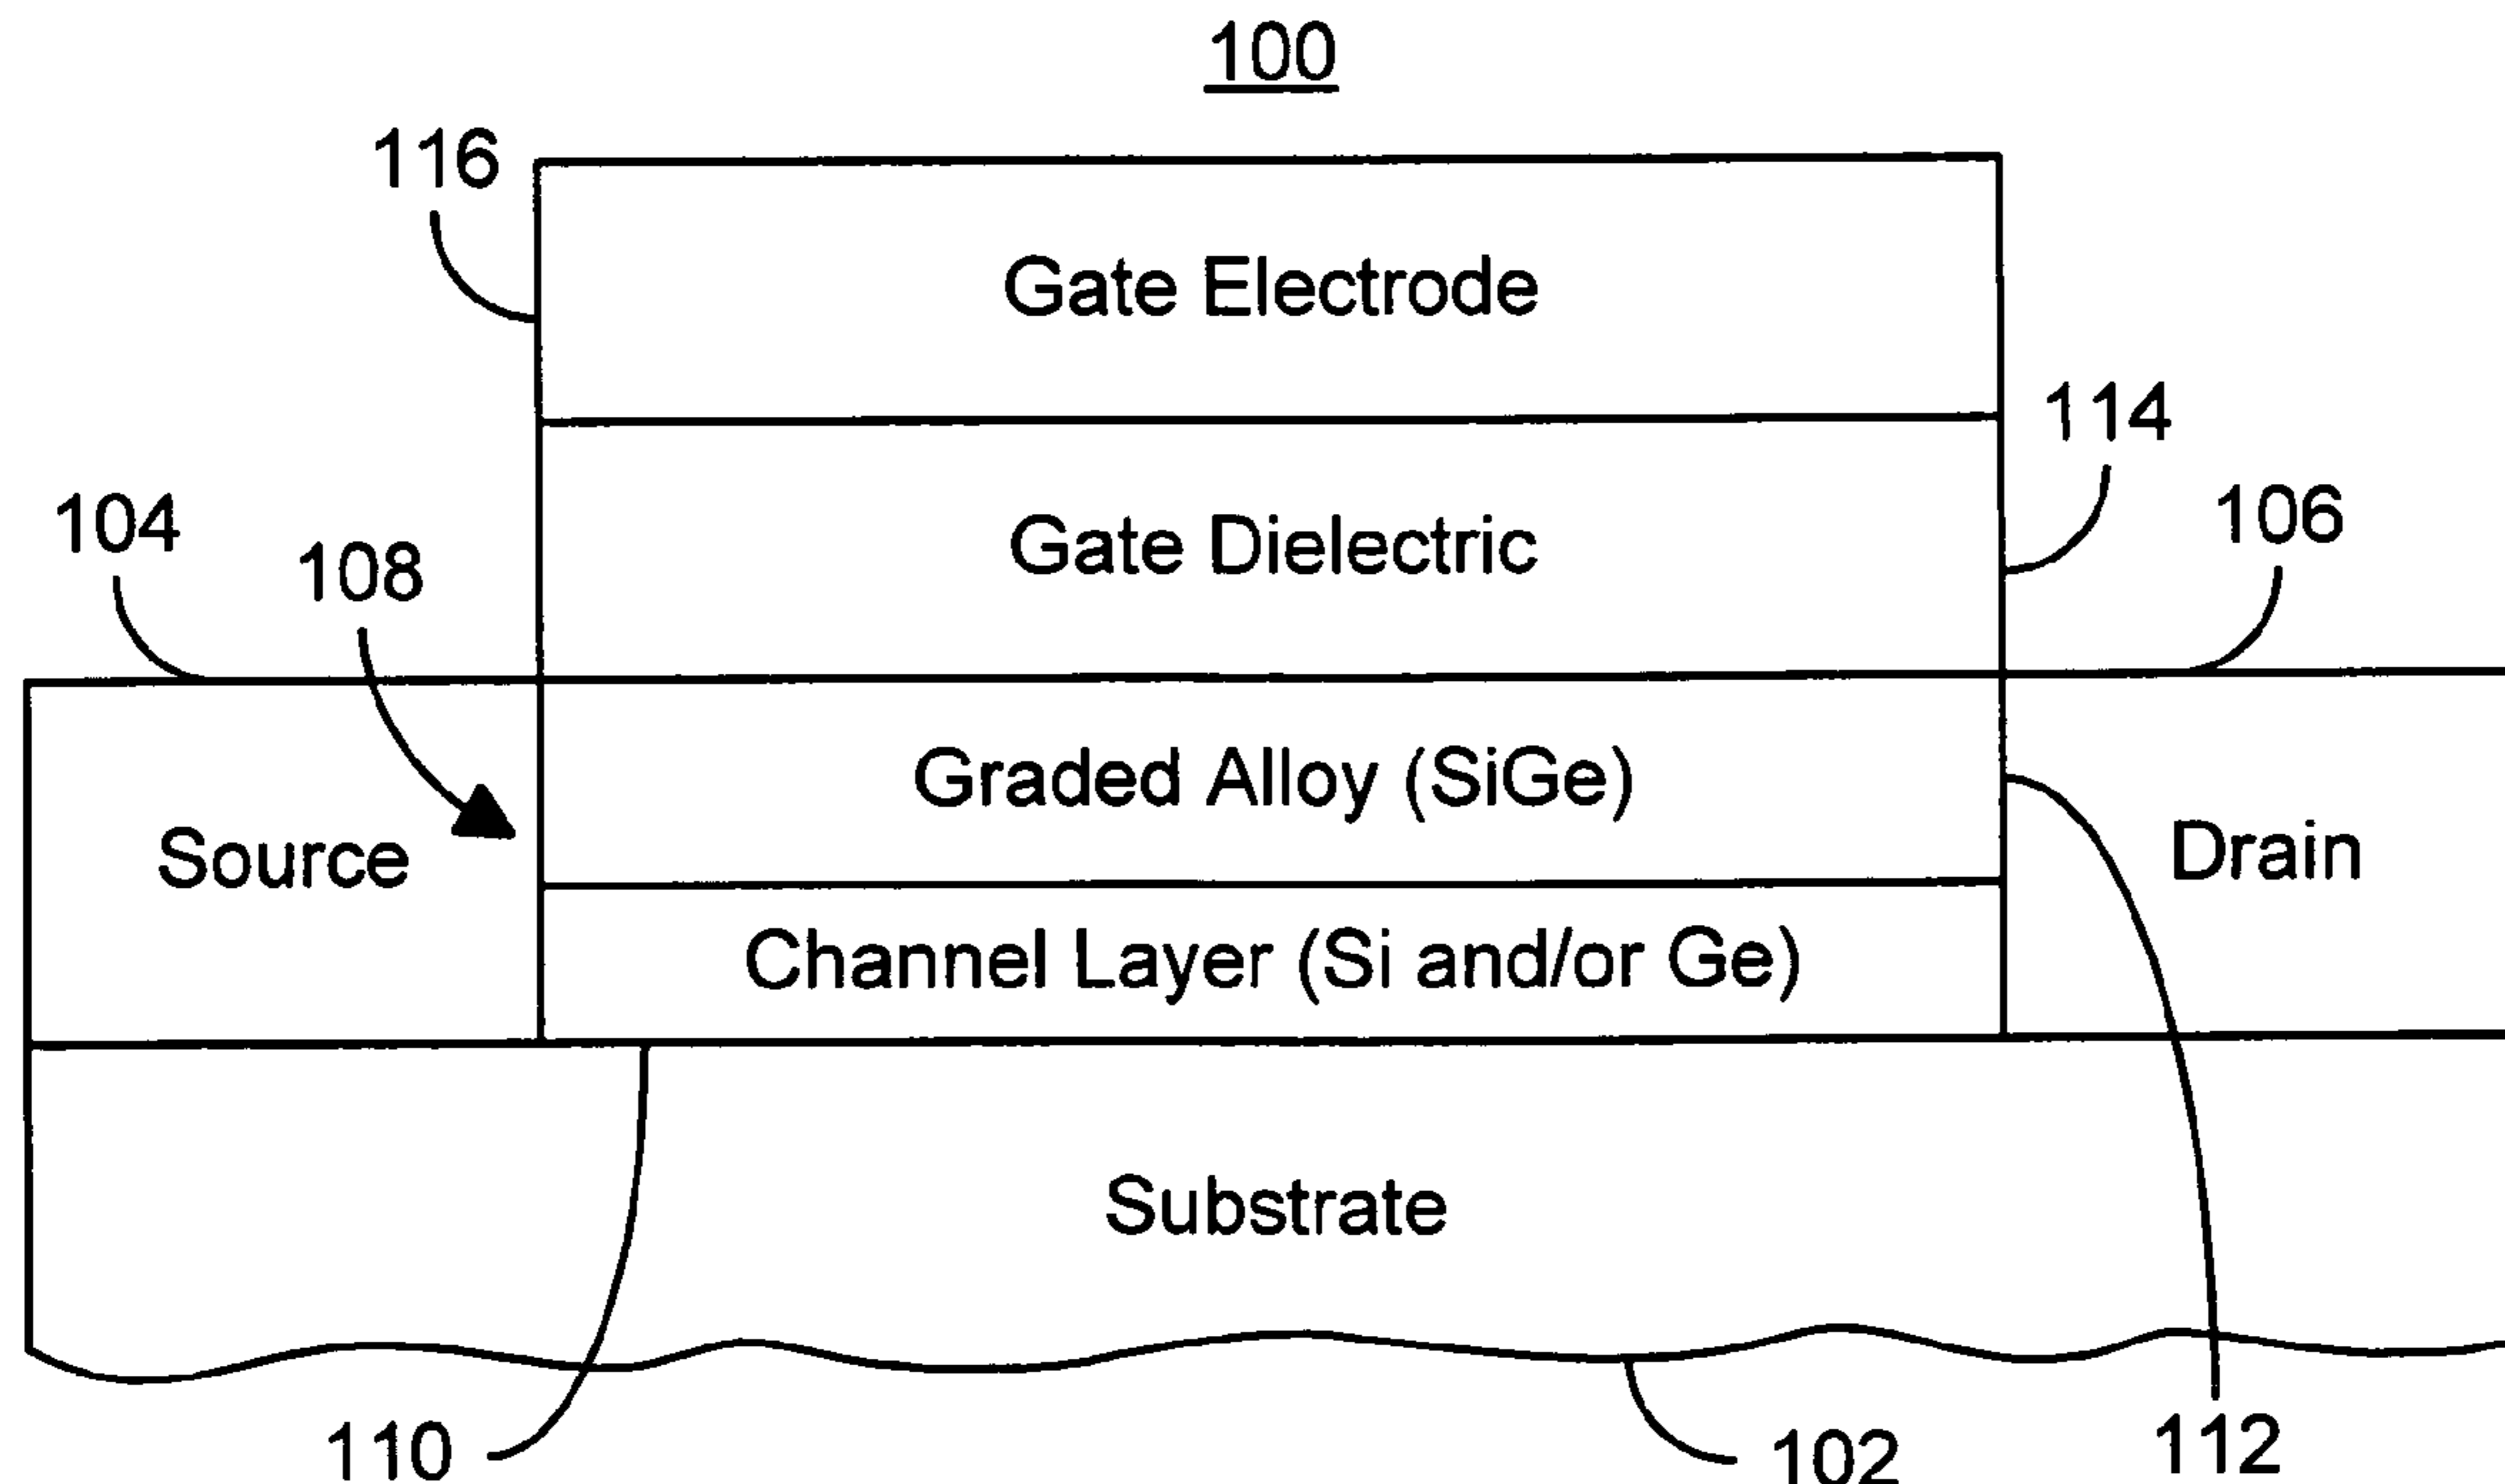 100
116
Gate Electrode
114
104
106
Gate Dielectric
108
Graded Alloy (SiGe)
Source
Drain
Channel Layer (Si and/or Ge)
Substrate
110
102
112